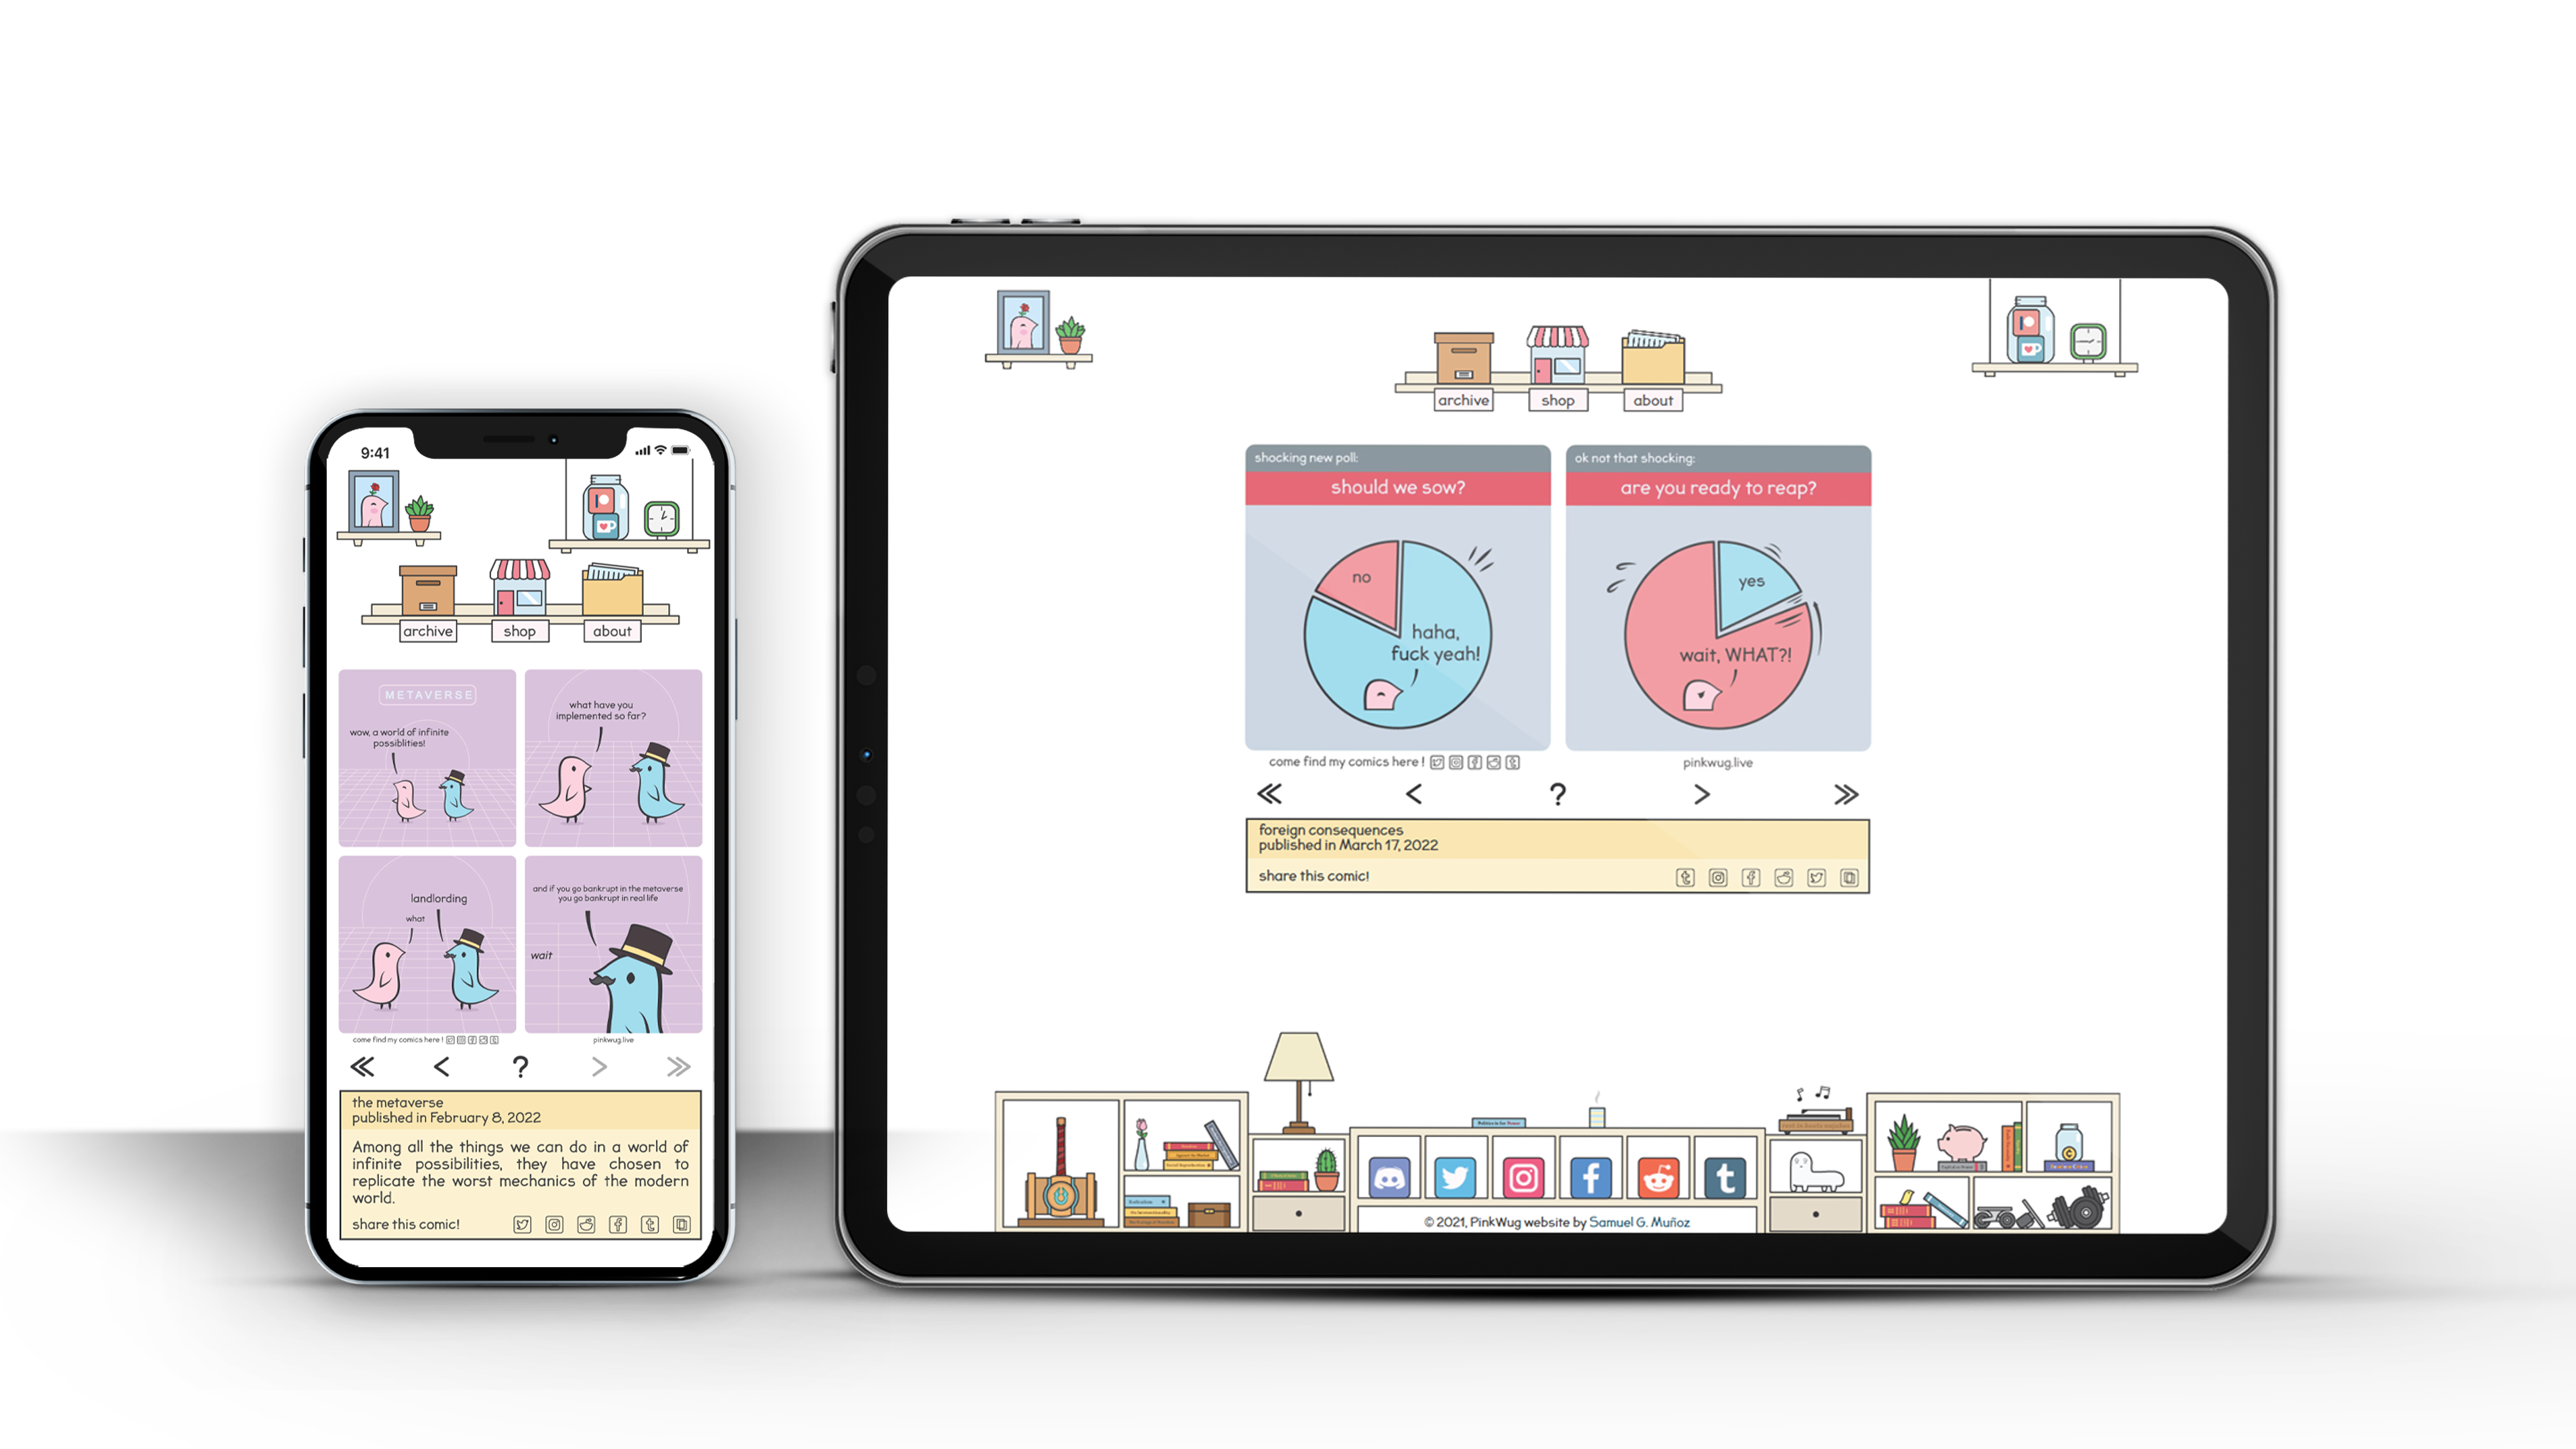 9:41
archive
shop
about
METAVERSE
wow, a world of infinite
possiblities!
what have you
implemented so far?
landlording
what
and if you go bankrupt in the metaverse
you go bankrupt in real life
wait
come find my comics here !
pinkwug.live
?
the metaverse
published in February 8, 2022
Among all the things we can do in a world of
infinite possibilities, they have chosen to
replicate the worst mechanics of the modern
world.
share this comic!
archive
shop
about
shocking new poll:
should we sow?
no
haha,
fuck yeah!
ok not that shocking:
are you ready to reap?
yes
wait, WHAT?!
come find my comics here !
pinkwug.live
?
foreign consequences
published in March 17, 2022
share this comic!
© 2021, PinkWug website by Samuel G. Muñoz